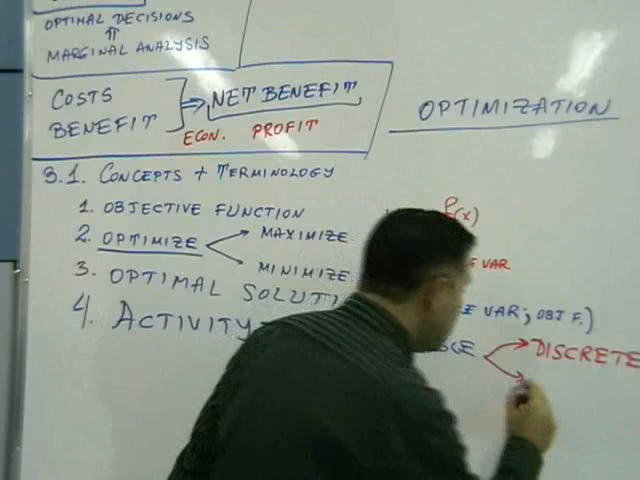 OPTIMAL DECISIONS
⇑
MARGINAL ANALYSIS
COSTS
BENEFIT
NET BENEFIT
ECON. PROFIT
OPTIMIZATION
3.1. CONCEPTS + TERMINOLOGY
1. OBJECTIVE FUNCTION
(x)
2. OPTIMIZE
MAXIMIZE
MINIMIZE
VAR
3. OPTIMAL
VAR; OBJ F.)
4. ACTIVITY
DISCRETE